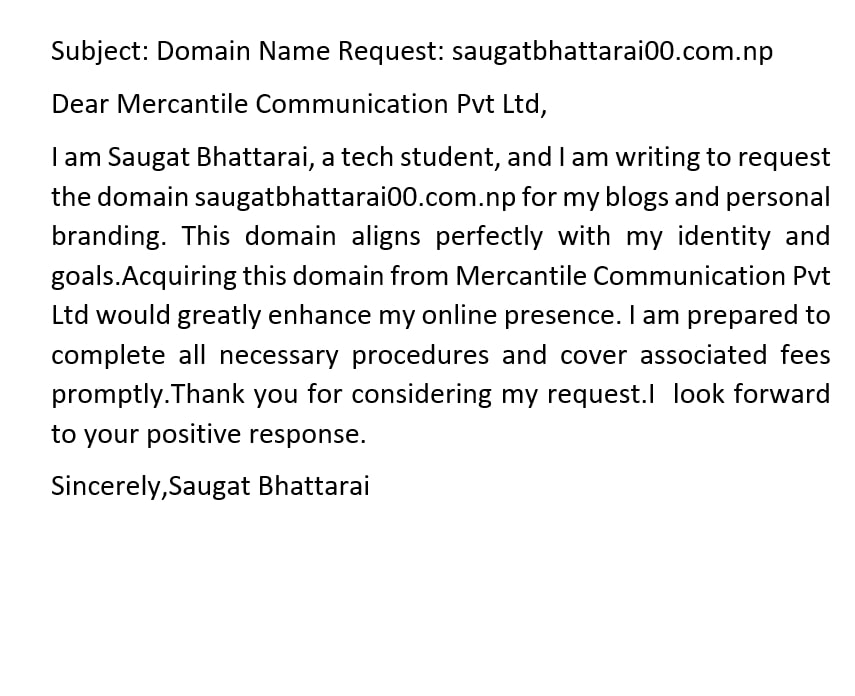 Subject: Domain Name Request: saugatbhattarai00.com.np
Dear Mercantile Communication Pvt Ltd,
I am Saugat Bhattarai, a tech student, and I am writing to request
the domain saugatbhattarai00.com.np for my blogs and personal
branding. This domain aligns perfectly with my identity and
goals.Acquiring this domain from Mercantile Communication Pvt
Ltd would greatly enhance my online presence. I am prepared to
complete all necessary procedures and cover associated fees
promptly.Thank you for considering my request.I  look forward
to your positive response.
Sincerely,Saugat Bhattarai